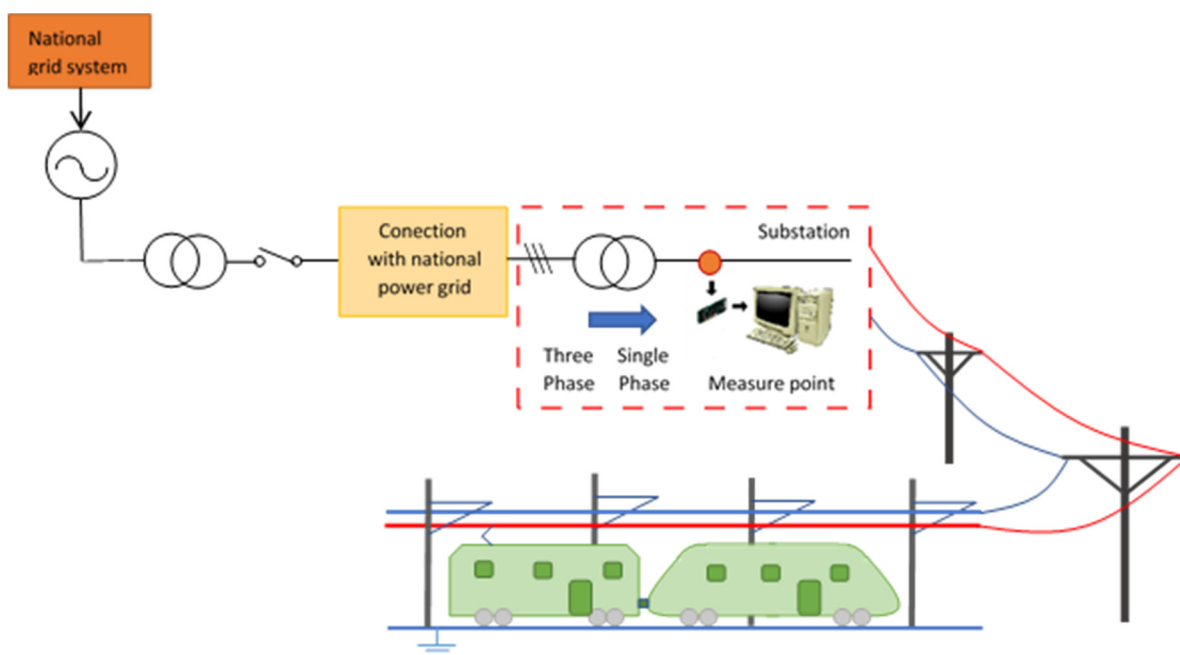 National
grid system
Conection
with national
power grid
Substation
Three
Phase
Single
Phase
Measure point